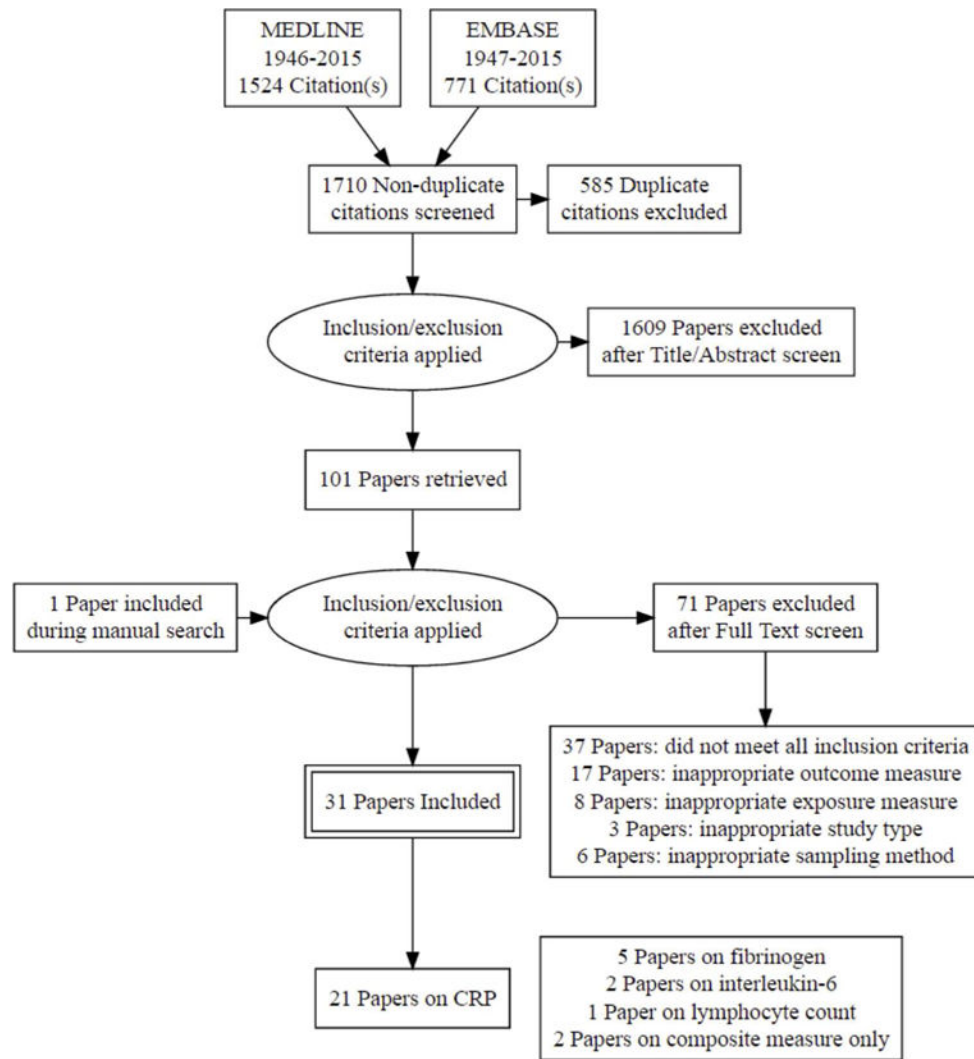 MEDLINE
1946-2015
1524 Citation(s)
EMBASE
1947-2015
771 Citation(s)
1710 Non-duplicate
citations screened
585 Duplicate
citations excluded
Inclusion/exclusion
criteria applied
1609 Papers excluded
after Title/Abstract screen
101 Papers retrieved
1 Paper included
during manual search
Inclusion/exclusion
criteria applied
71 Papers excluded
after Full Text screen
37 Papers: did not meet all inclusion criteria
17 Papers: inappropriate outcome measure
8 Papers: inappropriate exposure measure
3 Papers: inappropriate study type
6 Papers: inappropriate sampling method
31 Papers Included
21 Papers on CRP
5 Papers on fibrinogen
2 Papers on interleukin-6
1 Paper on lymphocyte count
2 Papers on composite measure only